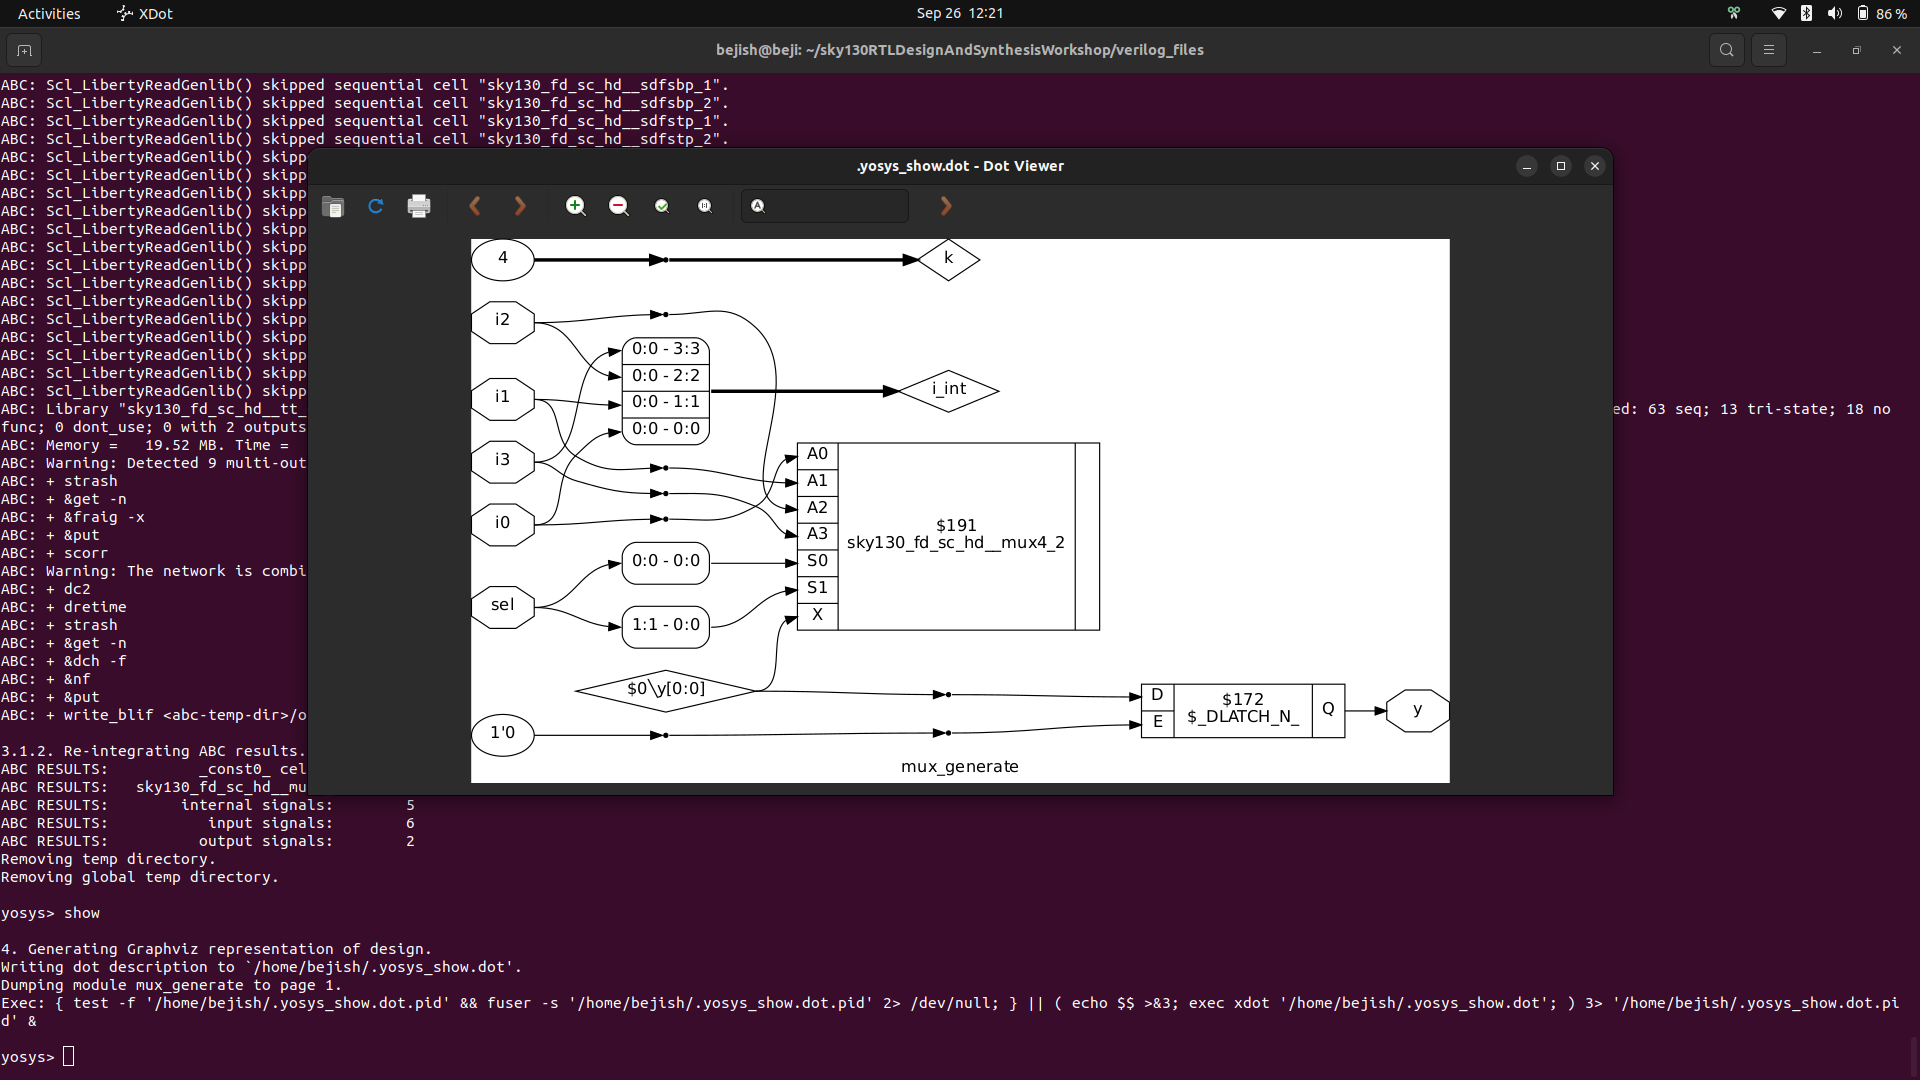 Activities
XDot
Sep 26 12:21
86 %
bejish@beji: ~/sky130RTLDesignAndSynthesisWorkshop/verilog_files
ABC: Scl_LibertyReadGenlib() skipped sequential cell "sky130_fd_sc_hd__sdfsbp_1".
ABC: Scl_LibertyReadGenlib() skipped sequential cell "sky130_fd_sc_hd__sdfsbp_2".
ABC: Scl_LibertyReadGenlib() skipped sequential cell "sky130_fd_sc_hd__sdfstp_1".
ABC: Scl_LibertyReadGenlib() skipped sequential cell "sky130_fd_sc_hd__sdfstp_2".
ABC: Scl_LibertyReadGenlib() skipp
ABC: Scl_LibertyReadGenlib() skipp
ABC: Scl_LibertyReadGenlib() skipp
ABC: Scl_LibertyReadGenlib() skipp
ABC: Scl_LibertyReadGenlib() skipp
ABC: Scl_LibertyReadGenlib() skipp
ABC: Scl_LibertyReadGenlib() skipp
ABC: Scl_LibertyReadGenlib() skipp
ABC: Scl_LibertyReadGenlib() skipp
ABC: Scl_LibertyReadGenlib() skipp
ABC: Scl_LibertyReadGenlib() skipp
ABC: Scl_LibertyReadGenlib() skipp
ABC: Scl_LibertyReadGenlib() skipp
ABC: Scl_LibertyReadGenlib() skipp
ABC: Library "sky130_fd_sc_hd__tt_ ed: 63 seq; 13 tri-state; 18 no
func; 0 dont_use; 0 with 2 outputs
ABC: Memory = 19.52 MB. Time =
ABC: Warning: Detected 9 multi-out
ABC: + strash
ABC: + &get -n
ABC: + &fraig -x
ABC: + &put
ABC: + scorr
ABC: Warning: The network is combi
ABC: + dc2
ABC: + dretime
ABC: + strash
ABC: + &get -n
ABC: + &dch -f
ABC: + &nf
ABC: + &put
ABC: + write_blif <abc-temp-dir>/o
3.1.2. Re-integrating ABC results.
ABC RESULTS: _const0_ cel
ABC RESULTS: sky130_fd_sc_hd__mu
ABC RESULTS: internal signals: 5
ABC RESULTS: input signals: 6
ABC RESULTS: output signals: 2
Removing temp directory.
Removing global temp directory.
yosys> show
4. Generating Graphviz representation of design.
Writing dot description to `/home/bejish/.yosys_show.dot'.
Dumping module mux_generate to page 1.
Exec: { test -f '/home/bejish/.yosys_show.dot.pid' && fuser -s '/home/bejish/.yosys_show.dot.pid' 2> /dev/null; } || ( echo $$ >&3; exec xdot '/home/bejish/.yosys_show.dot'; ) 3> '/home/bejish/.yosys_show.dot.pi
d' &
yosys>
.yosys_show.dot - Dot Viewer
4
k
i2
0:0 - 3:3
0:0 - 2:2
i_int
i1
0:0 - 1:1
0:0 - 0:0
i3
i0
A0
A1
A2
A3
S0
S1
X
$191
sky130_fd_sc_hd__mux4_2
0:0 - 0:0
sel
1:1 - 0:0
$0\y[0:0]
1'0
D
E
$172
$_DLATCH_N_
Q
y
mux_generate